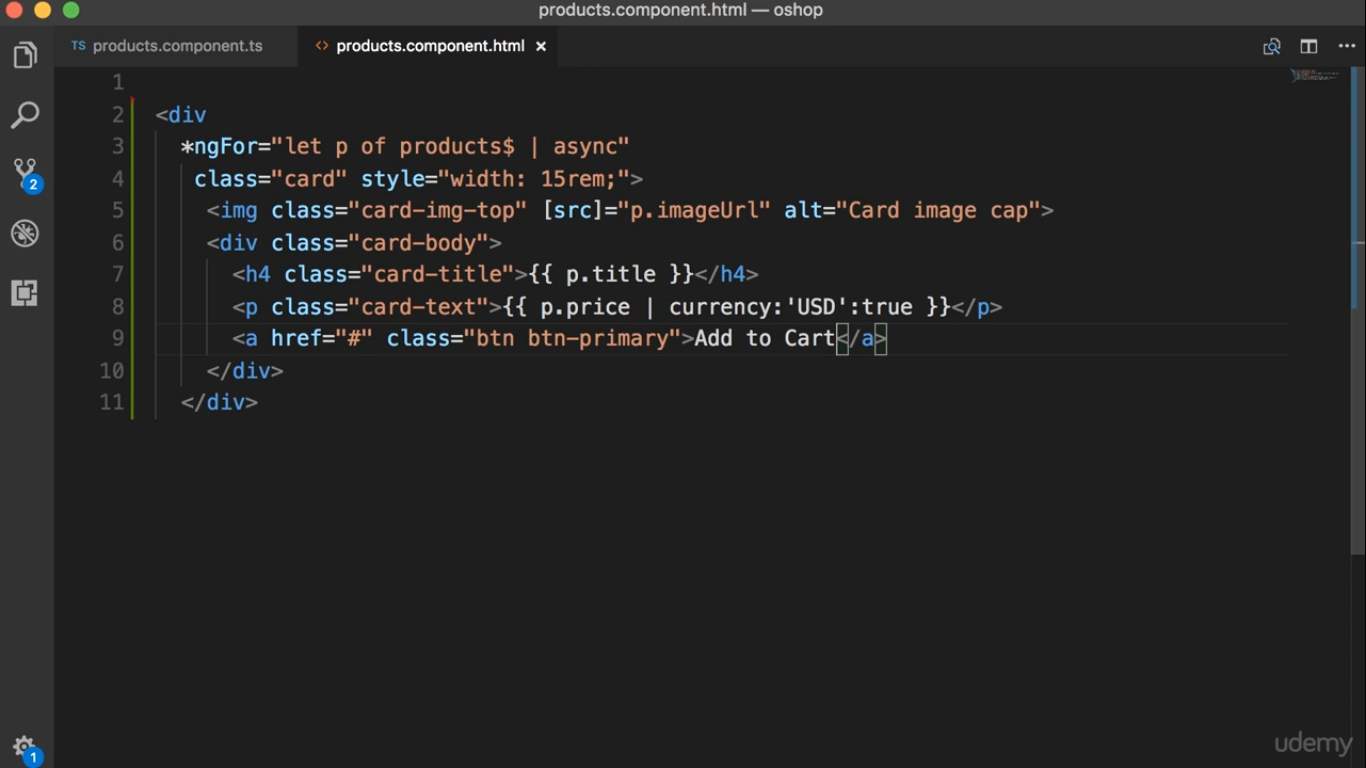 products.component.html — oshop
TS products.component.ts
<> products.component.html ×
1
2 <div
3 *ngFor="let p of products$ | async"
4 class="card" style="width: 15rem;">
5 <img class="card-img-top" [src]="p.imageUrl" alt="Card image cap">
6 <div class="card-body">
7 <h4 class="card-title">{{ p.title }}</h4>
8 <p class="card-text">{{ p.price | currency:'USD':true }}</p>
9 <a href="#" class="btn btn-primary">Add to Cart</a>
10 </div>
11 </div>
2
1
udemy